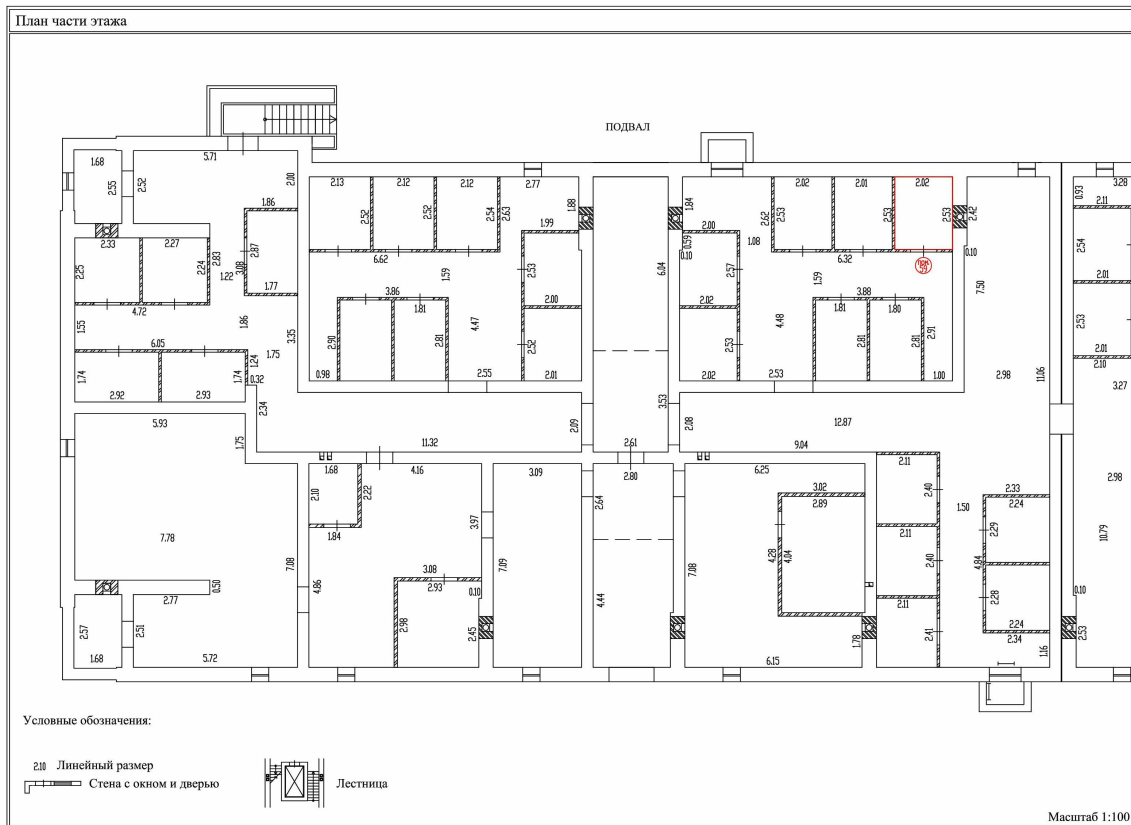 План части этажа
ПОДВАЛ
1.68 5.71 2.55 2.52 2.00 1.86
2.13 2.12 2.12 2.77 1.88
2.52 2.52 2.54 2.63 1.99
1.84 2.02 2.01 2.02 2.42
2.62 2.53 2.53 2.53 2.00 0.59 0.10 1.08 0.10
0.93 3.28 2.11
2.33 2.27 2.83 2.87 2.25 2.24 1.22 3.08 1.77
6.62 1.59 2.53 2.00 6.04
2.57 2.02 6.32 1.59
пом
7.50
2.54 2.01
4.72 1.55 1.86 3.35
3.86 1.81 4.47 2.90 2.81 2.52
3.88 1.81 1.80 4.48 2.81 2.81 2.91 2.53
2.53 2.01 2.10
6.05 1.24 1.75 1.74 1.74 0.32 2.92 2.93
0.98 2.55 2.01 2.02 2.53 1.00 2.98 11.06 3.27
5.93 1.75 2.34 11.32 2.09 3.53 2.61 2.08 12.87 9.04
1.68 4.16 2.10 2.22 1.84 3.09 3.97 2.80 2.64
6.25 3.02 2.89 2.11 2.40 1.50 2.33 2.24 2.29 2.98
7.78 7.08 4.86 7.09 7.08 4.28 4.04 2.11 2.40 4.84 10.79
0.50 2.77 3.08 2.93 0.10 4.44 2.11 2.28 2.24 0.10
2.57 2.51 2.98 2.45 1.78 2.41 2.34 1.16 2.53
1.68 5.72 6.15
Условные обозначения:
2.10 Линейный размер
Стена с окном и дверью
Лестница
Масштаб 1:100